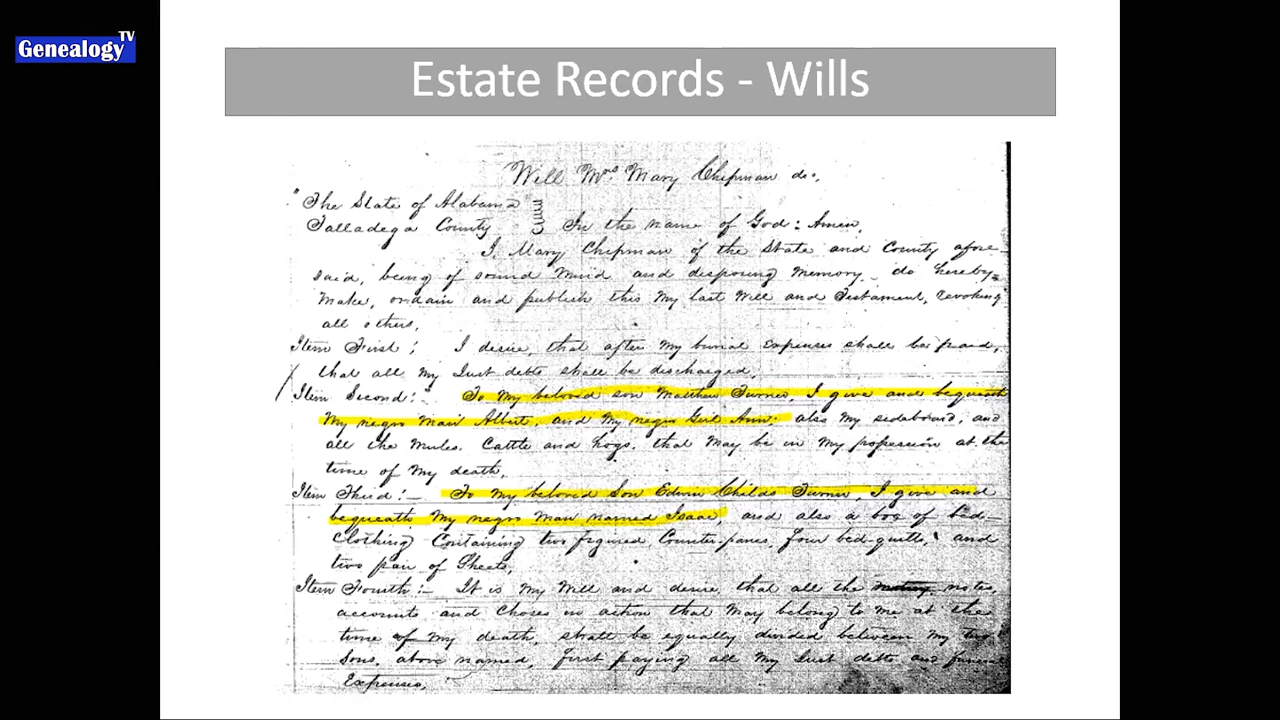 Genealogy TV
Estate Records - Wills
Will Mrs Mary Chapman de.,
"The State of Alabama
Talladega County In the name of God: Amen,
I, Mary Chapman of the State and County afore
said, being of sound Mind and disposing Memory do hereby
Make, ordain and publish this My last Will and Testament, revoking
all others,
Item First; I desire, that after My burial Expenses shall be paid,
that all my Just debts shall be discharged,
Item Second:- To My beloved son Matthew Turner, I give and bequeath
My negro man Albert, and My negro Girl Ann. also my sideboard, and
all the Mules. Cattle and hogs. that May be in My possession at the
time of My death,
Item Third:- To My beloved Son Edwin Childs Turner, I give and
bequeath My negro Man named Isaac, and also a box of bed-
Clothing Containing two figured Counter-panes, four bed-quilts, and
two pair of Sheets,
Item Fourth:- It is My Will and desire that all the notes,
accounts and Choses in action that May belong to me at the
time of My death, shall be equally divided between My two
Sons, above named, first paying all My Just debts and funeral
Expenses,